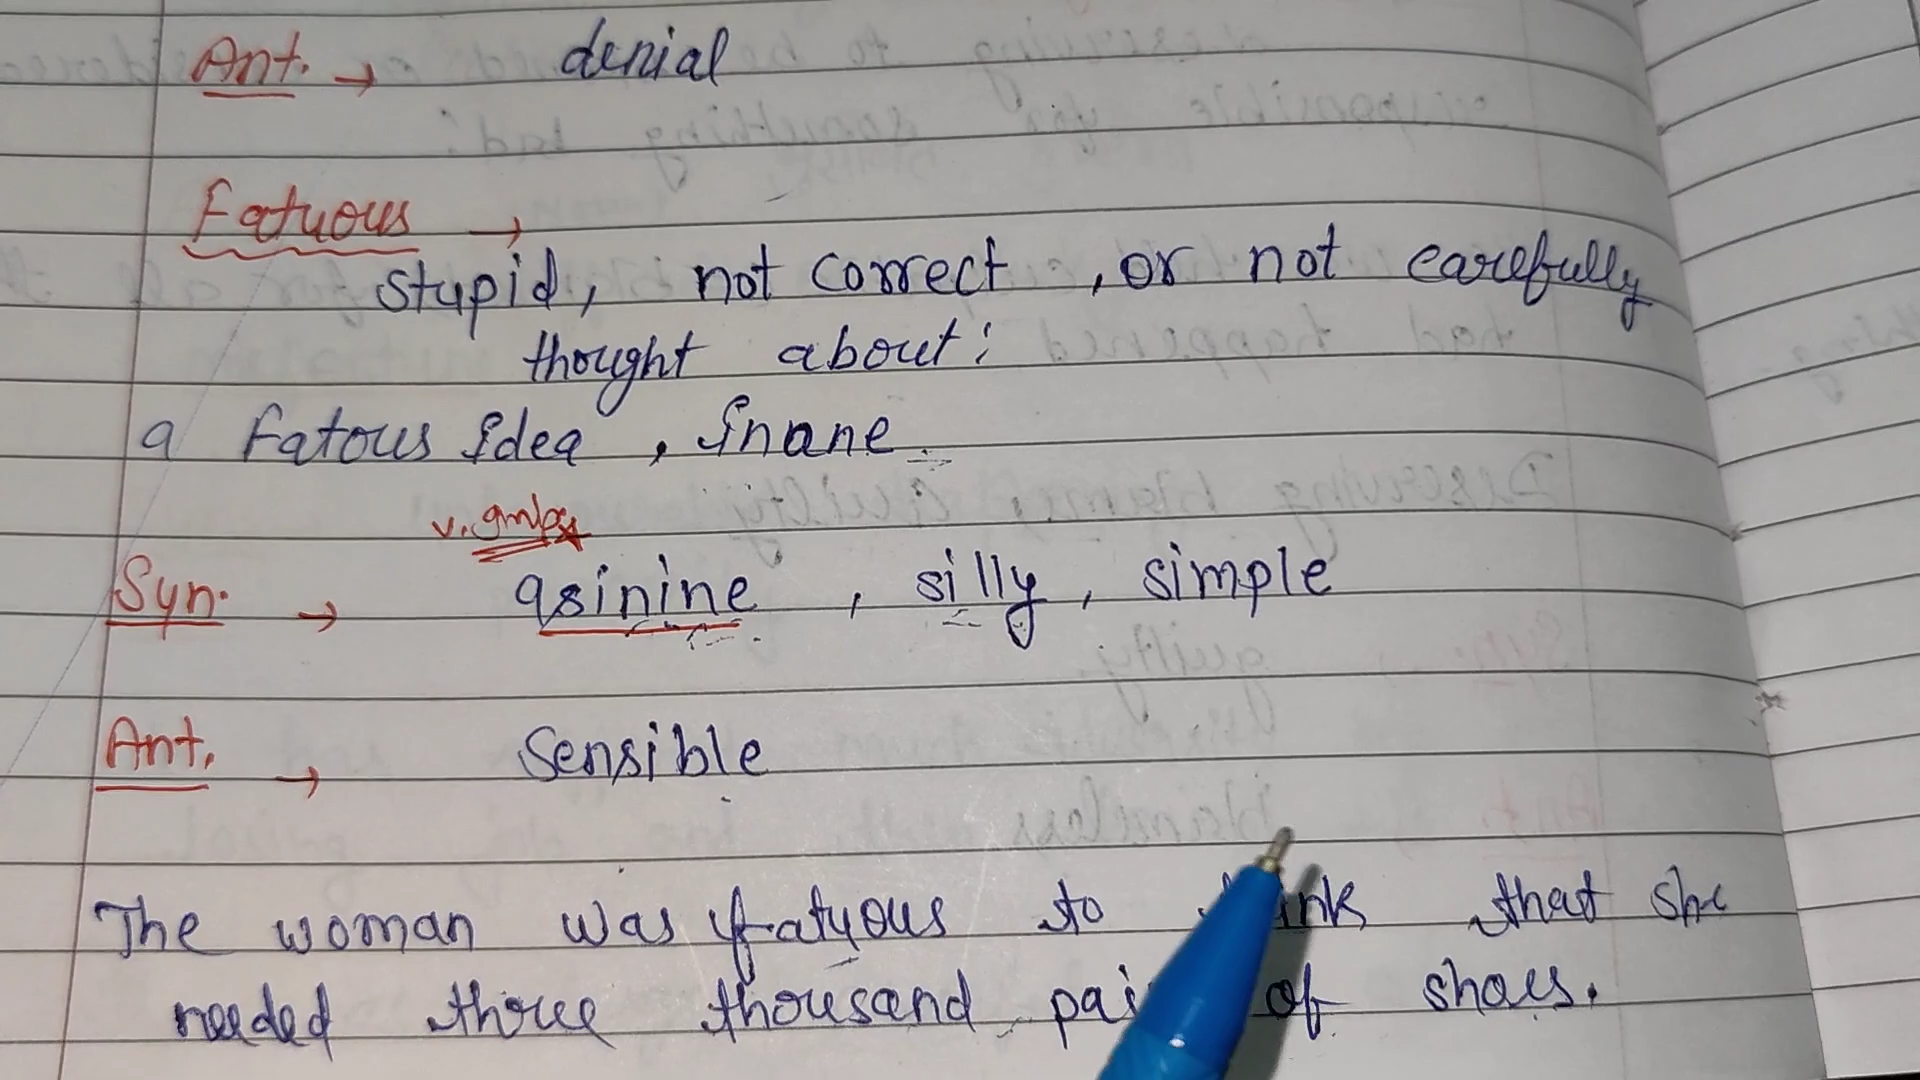 Ant. → denial
Fatuous →
stupid, not correct, or not carefully
thought about:
a Fatous Idea, Inane
v. Imp
Syn. → asinine, silly, simple
Ant. → Sensible
The woman was fatuous to that she
needed three thousand of shoes.